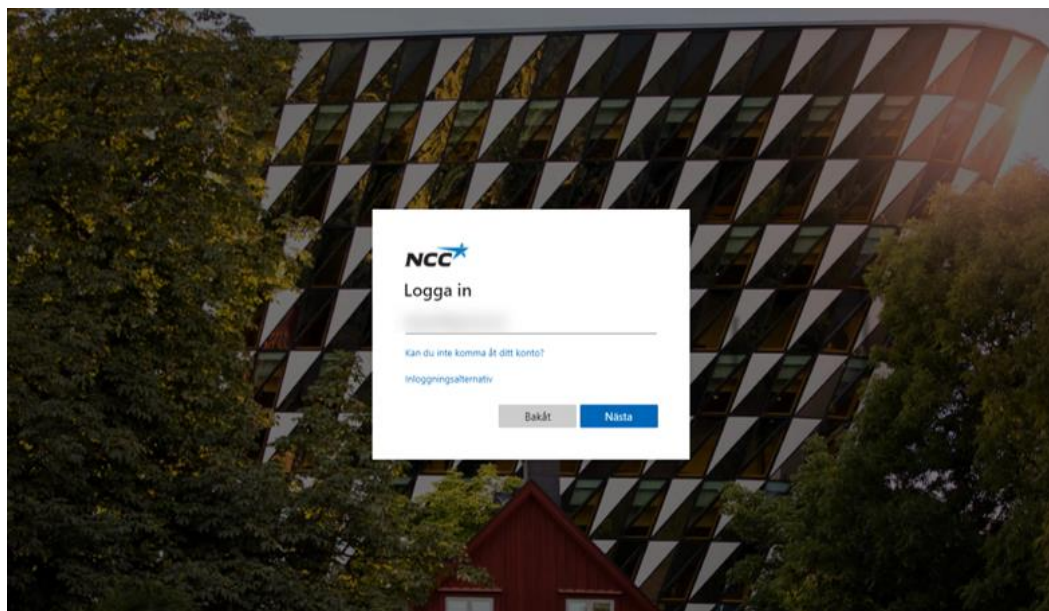 NCC
Logga in
Kan du inte komma åt ditt konto?
Inloggningsalternativ
Bakåt
Nästa